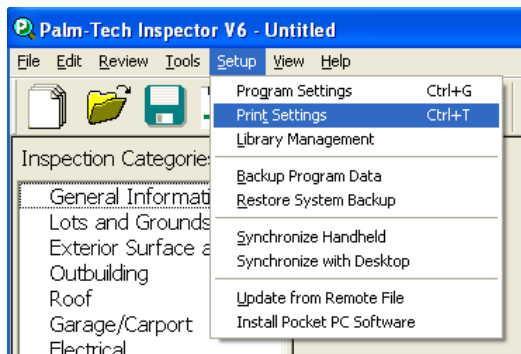 Palm-Tech Inspector V6 - Untitled
File Edit Review Tools Setup View Help
Program Settings Ctrl+G
Print Settings Ctrl+T
Library Management
Backup Program Data
Restore System Backup
Synchronize Handheld
Synchronize with Desktop
Update from Remote File
Install Pocket PC Software
Inspection Categorie
General Informati
Lots and Grounds
Exterior Surface a
Outbuilding
Roof
Garage/Carport
Electrical